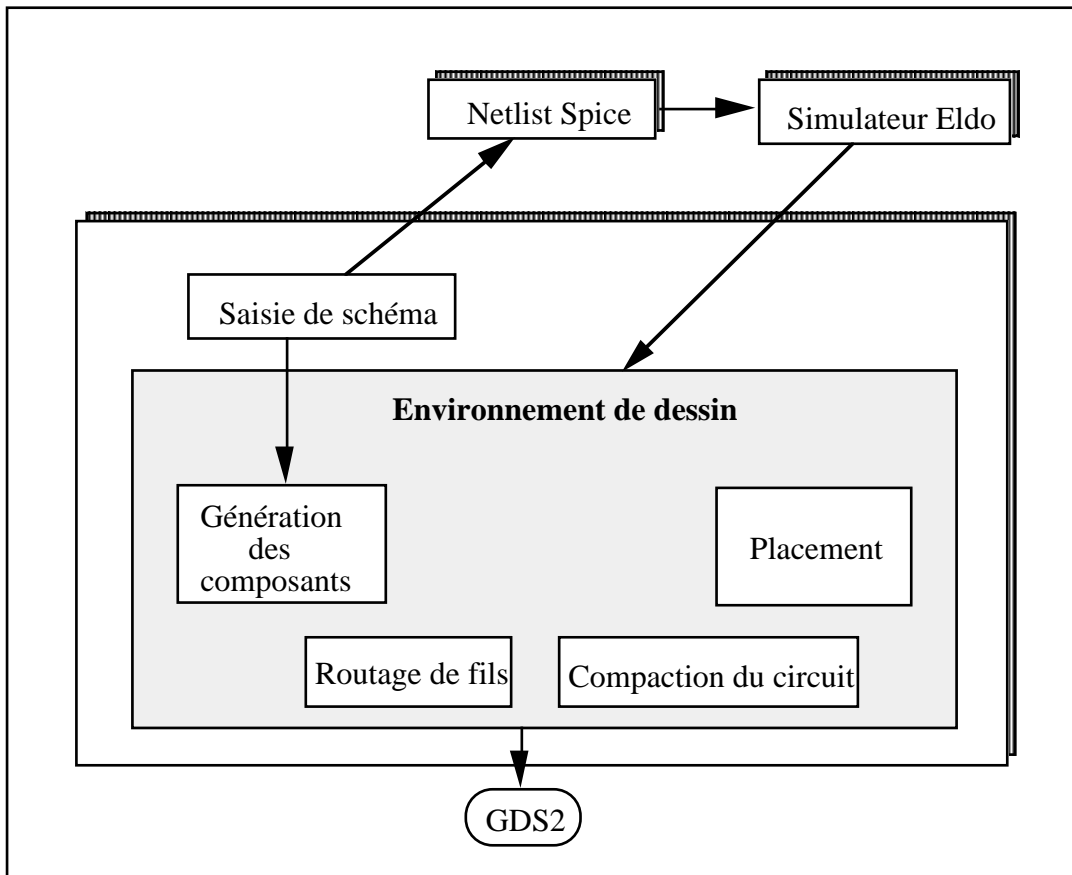 Netlist Spice
Simulateur Eldo
Saisie de schéma
Environnement de dessin
Génération
des
composants
Placement
Routage de fils
Compaction du circuit
GDS2